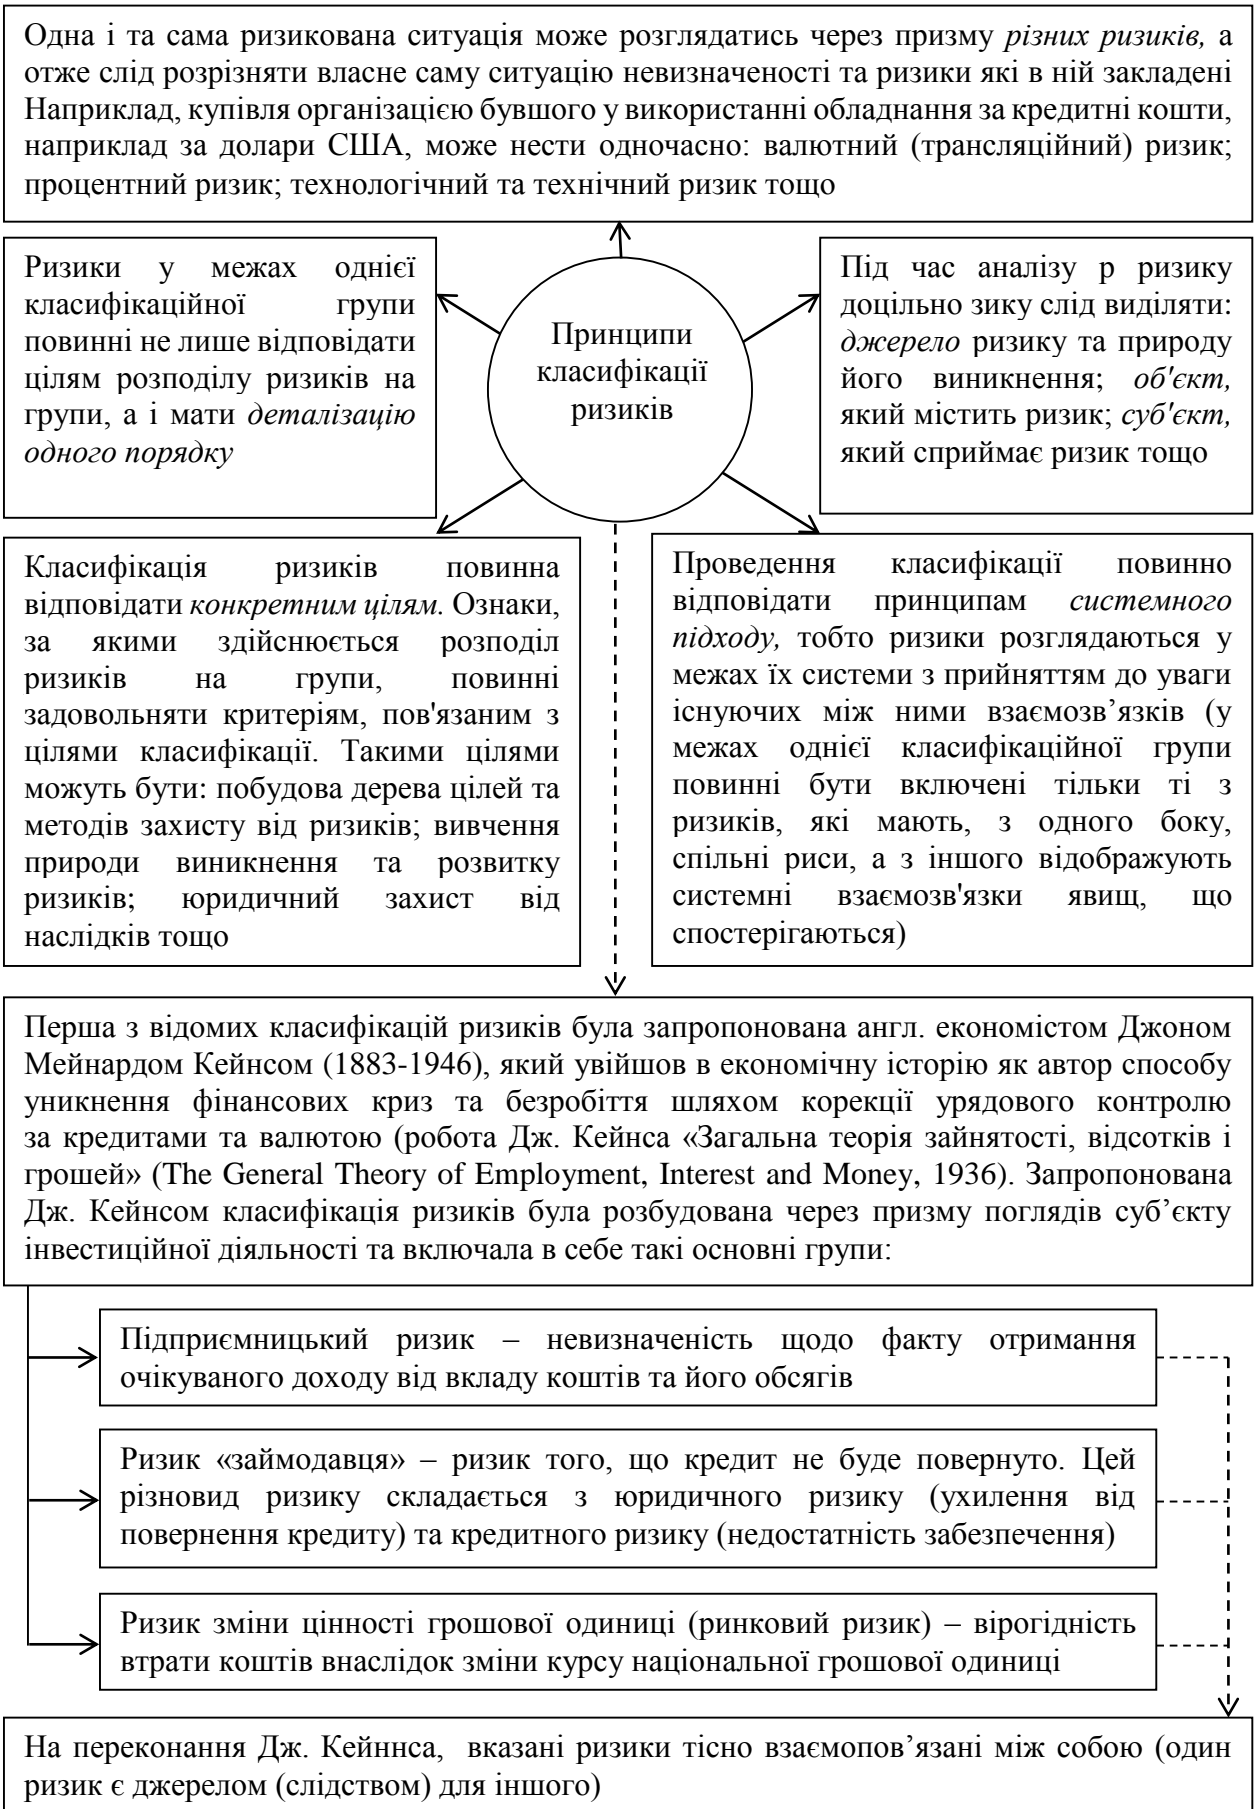 Одна і та сама ризикована ситуація може розглядатись через призму різних ризиків, а
отже слід розрізняти власне саму ситуацію невизначеності та ризики які в ній закладені
Наприклад, купівля організацією бувшого у використанні обладнання за кредитні кошти,
наприклад за долари США, може нести одночасно: валютний (трансляційний) ризик;
процентний ризик; технологічний та технічний ризик тощо
Ризики у межах однієї
класифікаційної групи
повинні не лише відповідати
цілям розподілу ризиків на
групи, а і мати деталізацію
одного порядку
Принципи
класифікації
ризиків
Під час аналізу р ризику
доцільно зику слід виділяти:
джерело ризику та природу
його виникнення; об'єкт,
який містить ризик; суб'єкт,
який сприймає ризик тощо
Класифікація ризиків повинна
відповідати конкретним цілям. Ознаки,
за якими здійснюється розподіл
ризиків на групи, повинні
задовольняти критеріям, пов'язаним з
цілями класифікації. Такими цілями
можуть бути: побудова дерева цілей та
методів захисту від ризиків; вивчення
природи виникнення та розвитку
ризиків; юридичний захист від
наслідків тощо
Проведення класифікації повинно
відповідати принципам системного
підходу, тобто ризики розглядаються у
межах їх системи з прийняттям до уваги
існуючих між ними взаємозв’язків (у
межах однієї класифікаційної групи
повинні бути включені тільки ті з
ризиків, які мають, з одного боку,
спільні риси, а з іншого відображують
системні взаємозв'язки явищ, що
спостерігаються)
Перша з відомих класифікацій ризиків була запропонована англ. економістом Джоном
Мейнардом Кейнсом (1883-1946), який увійшов в економічну історію як автор способу
уникнення фінансових криз та безробіття шляхом корекції урядового контролю
за кредитами та валютою (робота Дж. Кейнса «Загальна теорія зайнятості, відсотків і
грошей» (The General Theory of Employment, Interest and Money, 1936). Запропонована
Дж. Кейнсом класифікація ризиків була розбудована через призму поглядів суб’єкту
інвестиційної діяльності та включала в себе такі основні групи:
Підприємницький ризик – невизначеність щодо факту отримання
очікуваного доходу від вкладу коштів та його обсягів
Ризик «займодавця» – ризик того, що кредит не буде повернуто. Цей
різновид ризику складається з юридичного ризику (ухилення від
повернення кредиту) та кредитного ризику (недостатність забезпечення)
Ризик зміни цінності грошової одиниці (ринковий ризик) – вірогідність
втрати коштів внаслідок зміни курсу національної грошової одиниці
На переконання Дж. Кейннса, вказані ризики тісно взаємопов’язані між собою (один
ризик є джерелом (слідством) для іншого)